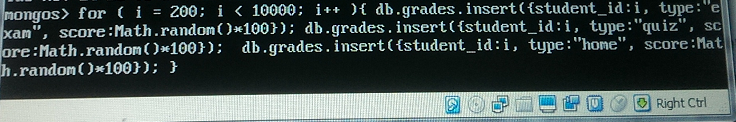 mongos> for ( i = 200; i < 10000; i++ ){ db.grades.insert({student_id:i, type:"e
xam", score:Math.random()*100}); db.grades.insert({student_id:i, type:"quiz", sc
ore:Math.random()*100});  db.grades.insert({student_id:i, type:"home", score:Mat
h.random()*100}); }
Right Ctrl